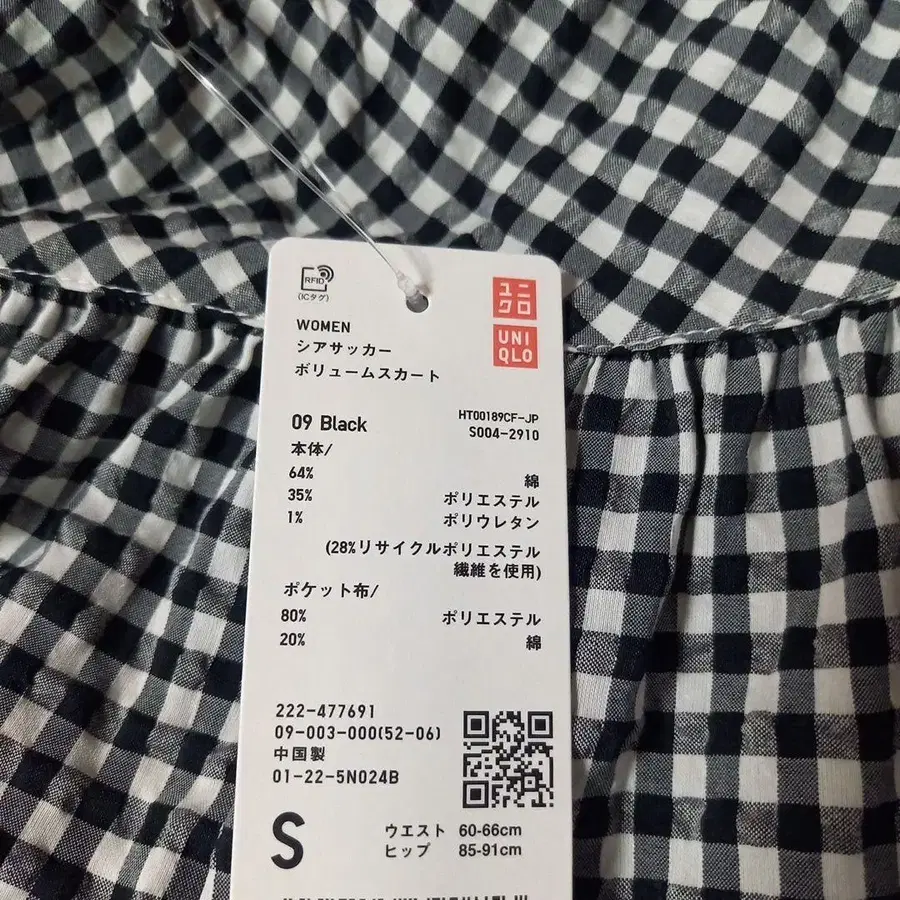 RFID
(ICタグ)
ユニ
クロ
UNI
QLO
WOMEN
シアサッカー
ボリュームスカート
09 Black
HT00189CF-JP
S004-2910
本体/
64% 綿
35% ポリエステル
1% ポリウレタン
(28%リサイクルポリエステル
繊維を使用)
ポケット布/
80% ポリエステル
20% 綿
222-477691
09-003-000(52-06)
中国製
01-22-5N024B
S
ウエスト 60-66cm
ヒップ 85-91cm